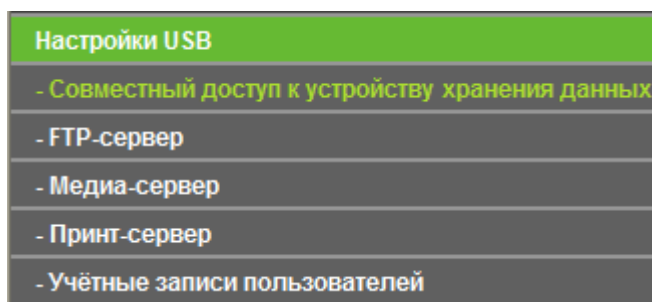 Настройки USB
- Совместный доступ к устройству хранения данных
- FTP-сервер
- Медиа-сервер
- Принт-сервер
- Учётные записи пользователей